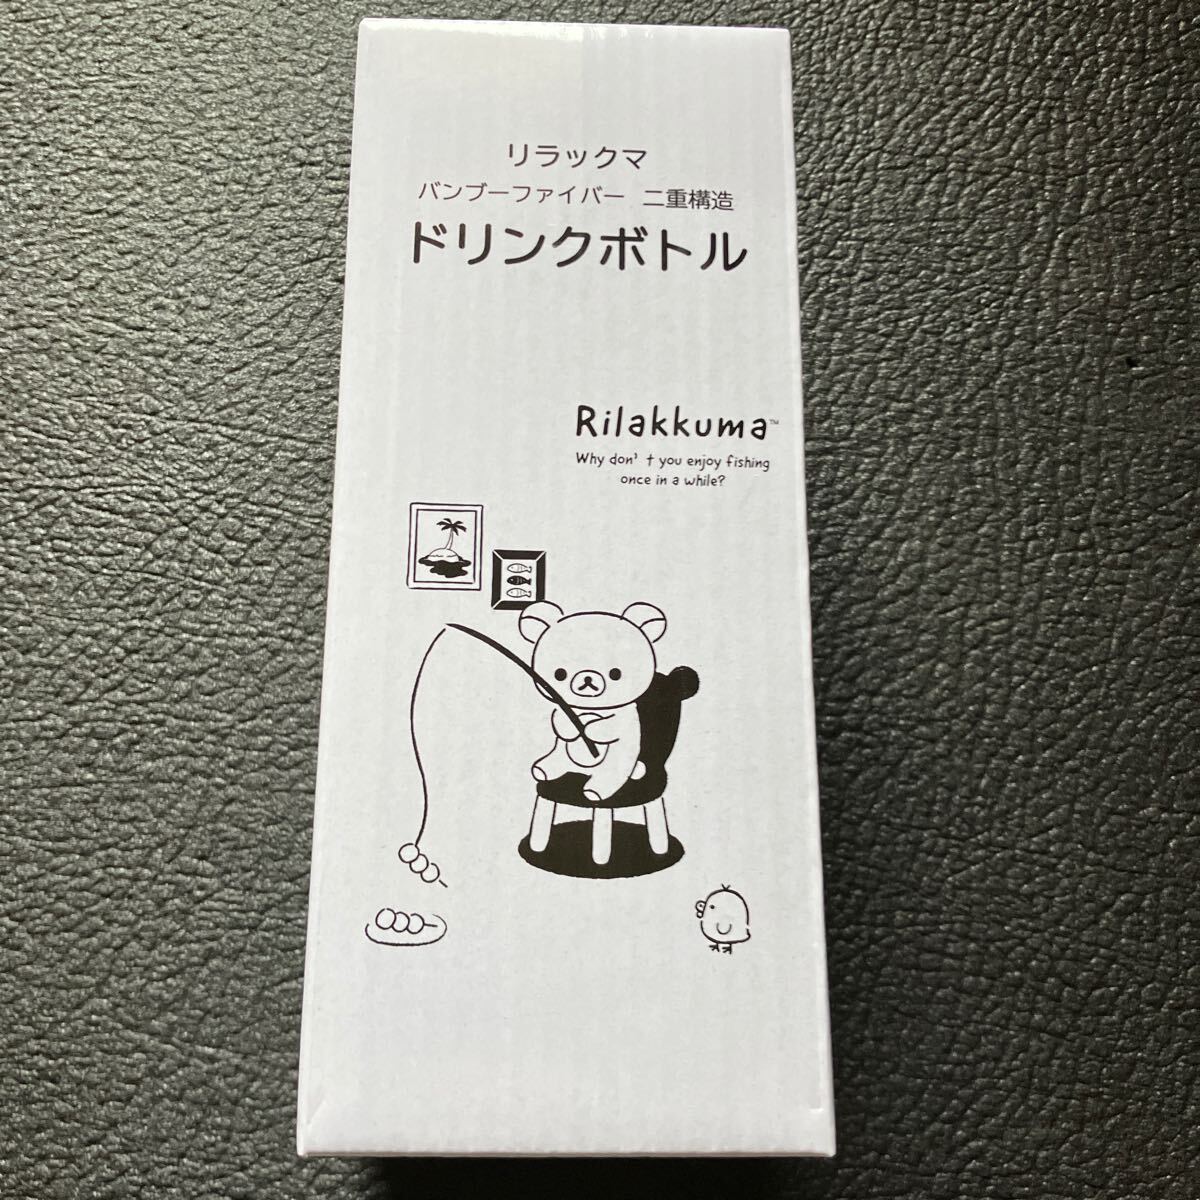 リラックマ
バンブーファイバー 二重構造
ドリンクボトル
Rilakkuma™
Why don't you enjoy fishing
once in a while?